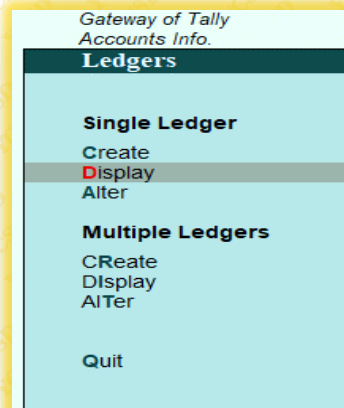 Gateway of Tally
Accounts Info.
Ledgers
Single Ledger
Create
Display
Alter
Multiple Ledgers
CReate
DIsplay
AlTer
Quit